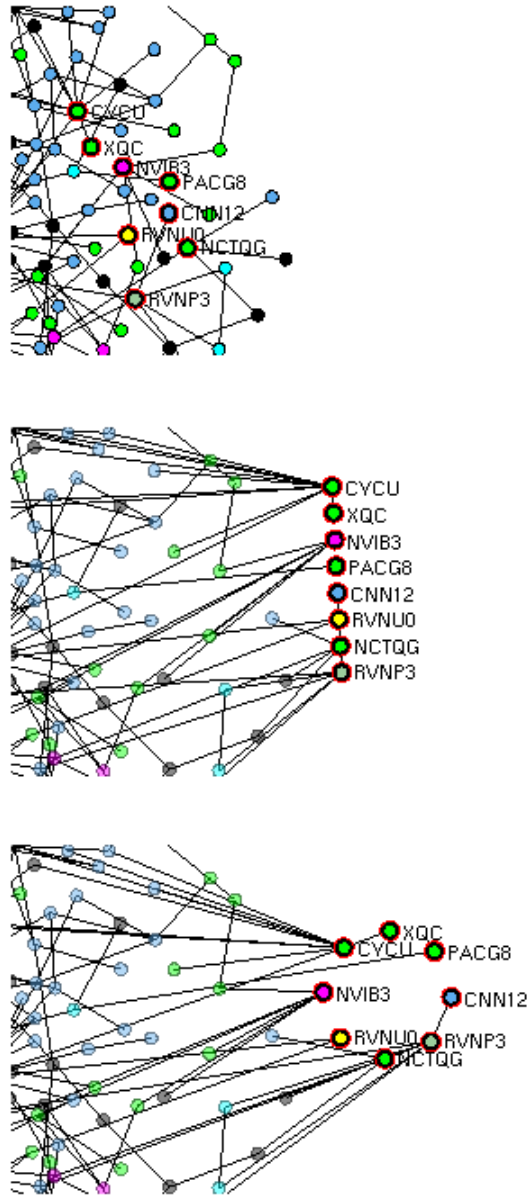 CYCU
XQC
NVIB3
PACG8
CNN12
RVNU0
NCTQG
RVNP3
CYCU
XQC
NVIB3
PACG8
CNN12
RVNU0
NCTQG
RVNP3
XQC
CYCU
PACG8
NVIB3
CNN12
RVNU0
RVNP3
NCTQG